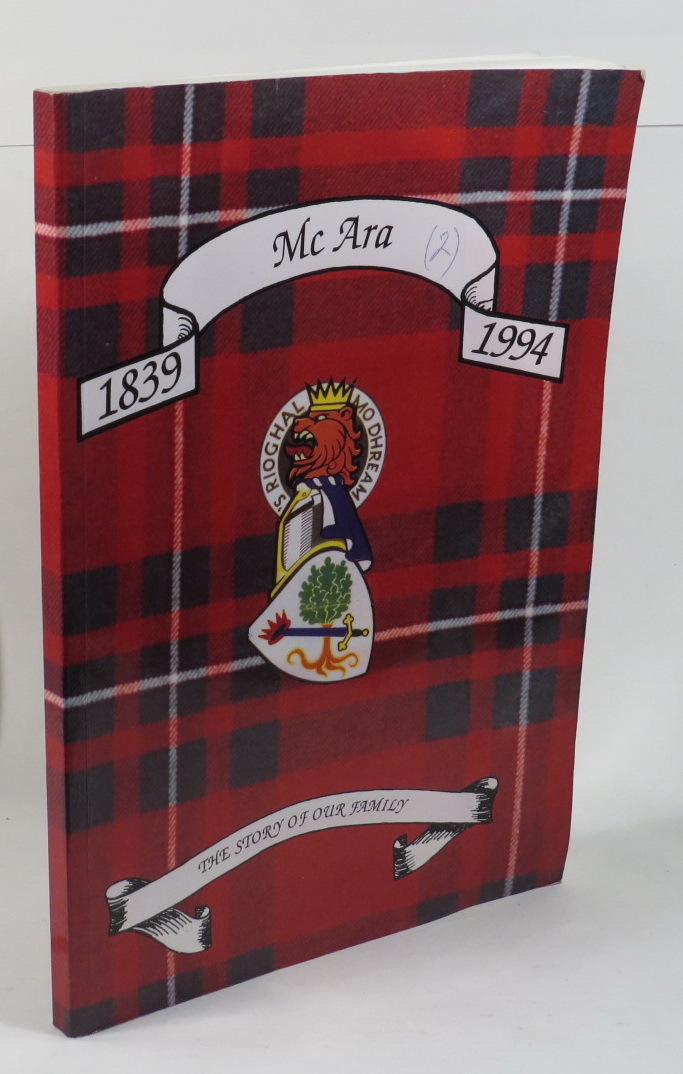 Mc Ara (2)
1839
1994
'S RIOGHAL MO DHREAM
THE STORY OF OUR FAMILY